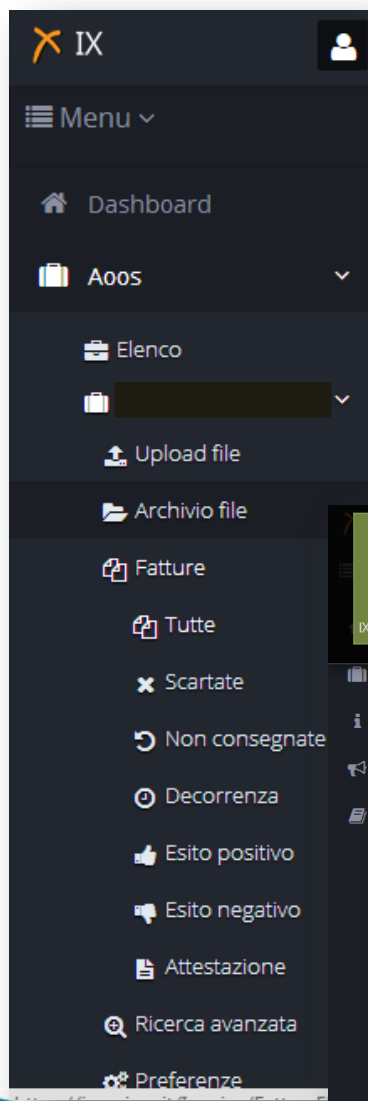 IX
Menu
Dashboard
Aoos
Elenco
Upload file
Archivio file
Fatture
IX
Tutte
Scartate
Non consegnate
Decorrenza
Esito positivo
Esito negativo
Attestazione
Ricerca avanzata
Preferenze